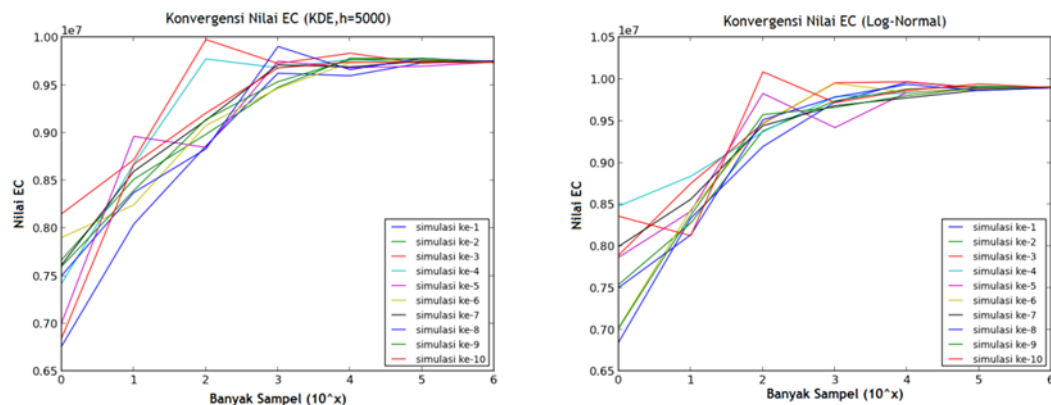 Konvergensi Nilai EC (KDE,h=5000)
1e7
1.00
0.95
0.90
0.85
0.80
0.75
0.70
0.65
Nilai EC
0
1
2
3
4
5
6
Banyak Sampel (10^x)
simulasi ke-1
simulasi ke-2
simulasi ke-3
simulasi ke-4
simulasi ke-5
simulasi ke-6
simulasi ke-7
simulasi ke-8
simulasi ke-9
simulasi ke-10
Konvergensi Nilai EC (Log-Normal)
1e7
1.05
1.00
0.95
0.90
0.85
0.80
0.75
0.70
0.65
Nilai EC
0
1
2
3
4
5
6
Banyak Sampel (10^x)
simulasi ke-1
simulasi ke-2
simulasi ke-3
simulasi ke-4
simulasi ke-5
simulasi ke-6
simulasi ke-7
simulasi ke-8
simulasi ke-9
simulasi ke-10